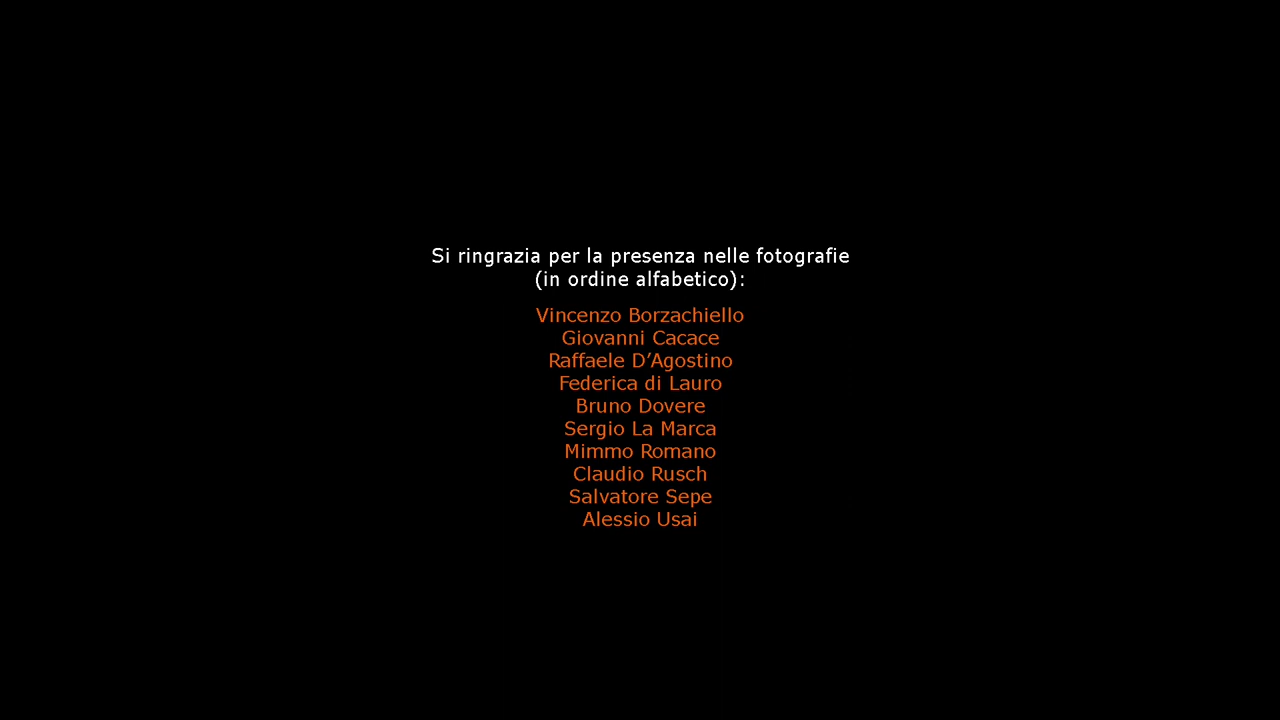 Si ringrazia per la presenza nelle fotografie
(in ordine alfabetico):
Vincenzo Borzachiello
Giovanni Cacace
Raffaele D’Agostino
Federica di Lauro
Bruno Dovere
Sergio La Marca
Mimmo Romano
Claudio Rusch
Salvatore Sepe
Alessio Usai